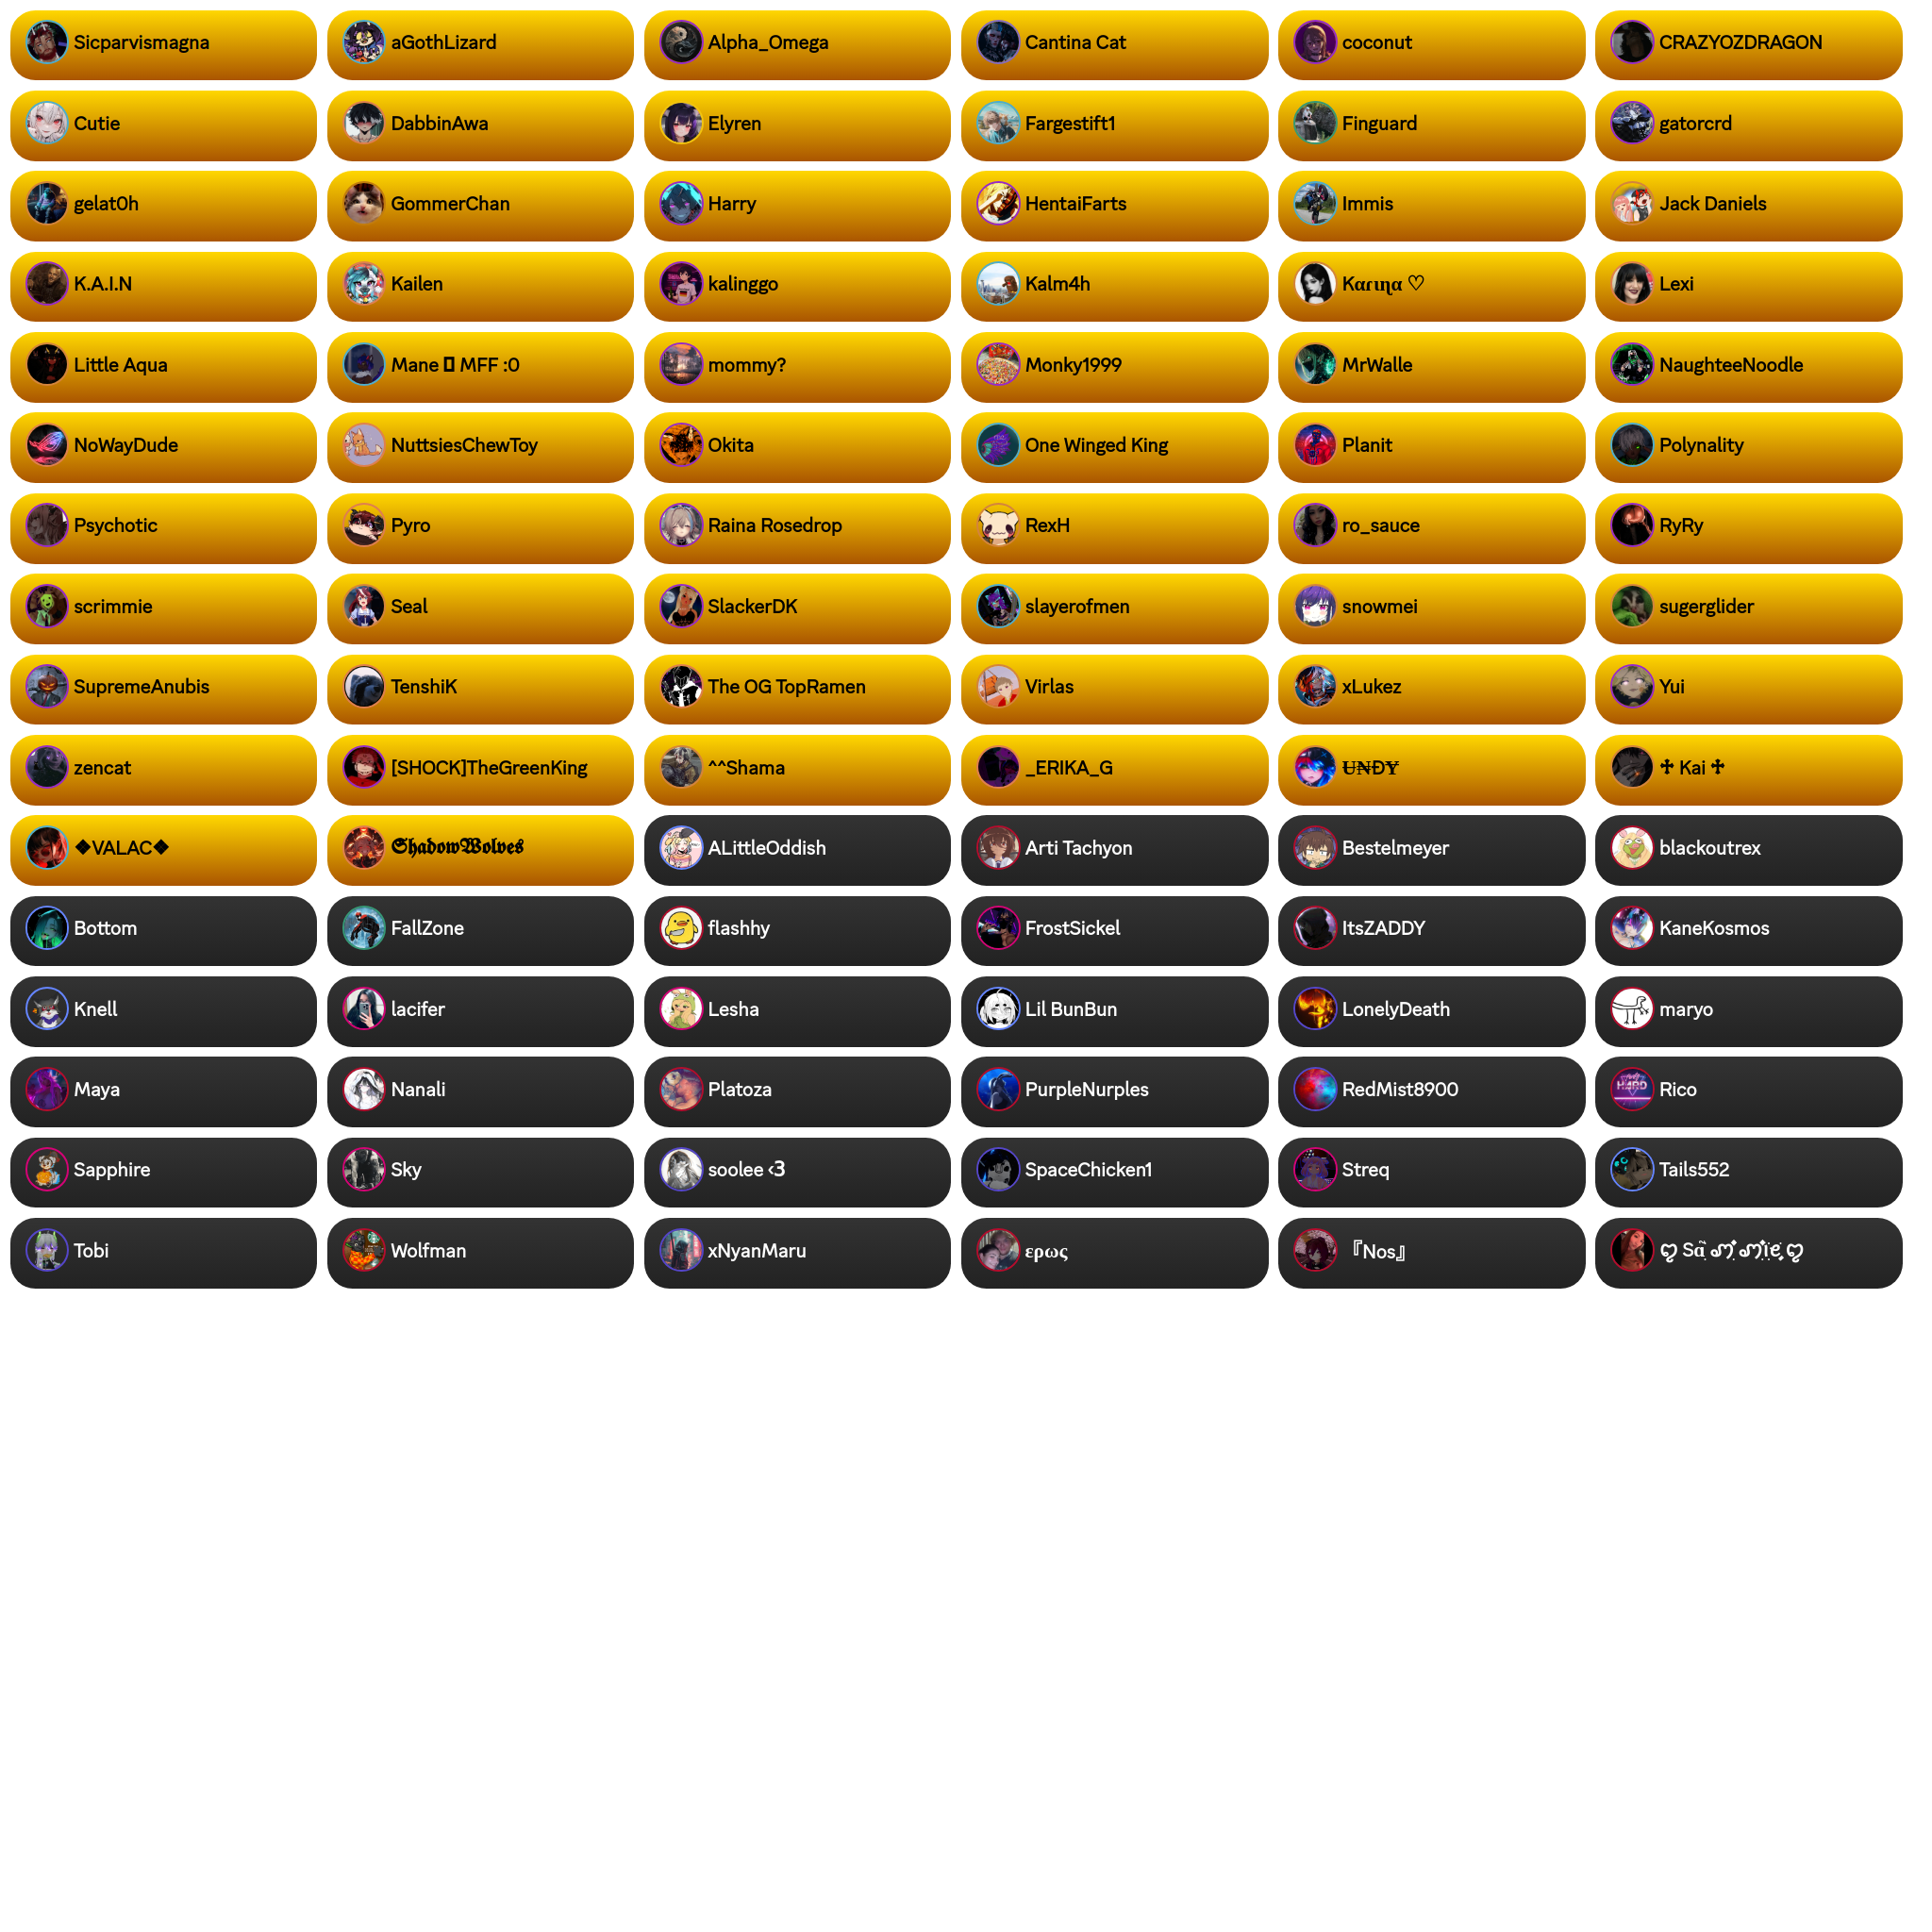 Sicparvismagna
aGothLizard
Alpha_Omega
Cantina Cat
coconut
CRAZYOZDRAGON
Cutie
DabbinAwa
Elyren
Fargestift1
Finguard
gatorcrd
gelat0h
GommerChan
Harry
HentaiFarts
Immis
Jack Daniels
K.A.I.N
Kailen
kalinggo
Kalm4h
Kαɾιɳα ♡
Lexi
Little Aqua
Mane ▯ MFF :0
mommy?
Monky1999
MrWalle
NaughteeNoodle
NoWayDude
NuttsiesChewToy
Okita
One Winged King
Planit
Polynality
Psychotic
Pyro
Raina Rosedrop
RexH
ro_sauce
RyRy
scrimmie
Seal
SlackerDK
slayerofmen
snowmei
sugerglider
SupremeAnubis
TenshiK
The OG TopRamen
Virlas
xLukez
Yui
zencat
[SHOCK]TheGreenKing
^^Shama
_ERIKA_G
U̶N̶ĐY̶
♱ Kai ♱
❖VALAC❖
𝕾𝖍𝖆𝖉𝖔𝖜𝖂𝖔𝖑𝖛𝖊𝖘
ALittleOddish
Arti Tachyon
Bestelmeyer
blackoutrex
Bottom
FallZone
flashhy
FrostSickel
ItsZADDY
KaneKosmos
Knell
lacifer
Lesha
Lil BunBun
LonelyDeath
maryo
Maya
Nanali
Platoza
PurpleNurples
RedMist8900
Rico
Sapphire
Sky
soolee <3
SpaceChicken1
Streq
Tails552
Tobi
Wolfman
xNyanMaru
ερως
『Nos』